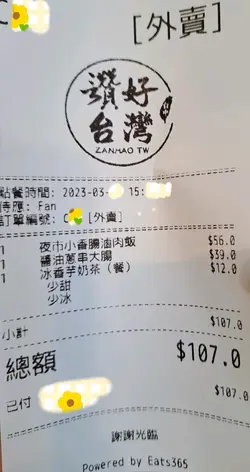 C
[外賣]
讚好
台灣
ZANHAO TW
點餐時間: 2023-03- 15:
侍應: Fan
訂單編號: C [外賣]
1 夜市小香腸滷肉飯 $56.0
1 醬油蔥串大腸 $39.0
1 冰香芋奶茶（餐） $12.0
少甜
少冰
小計 $107.0
總額 $107.0
已付 $107.0
謝謝光臨
Powered by Eats365